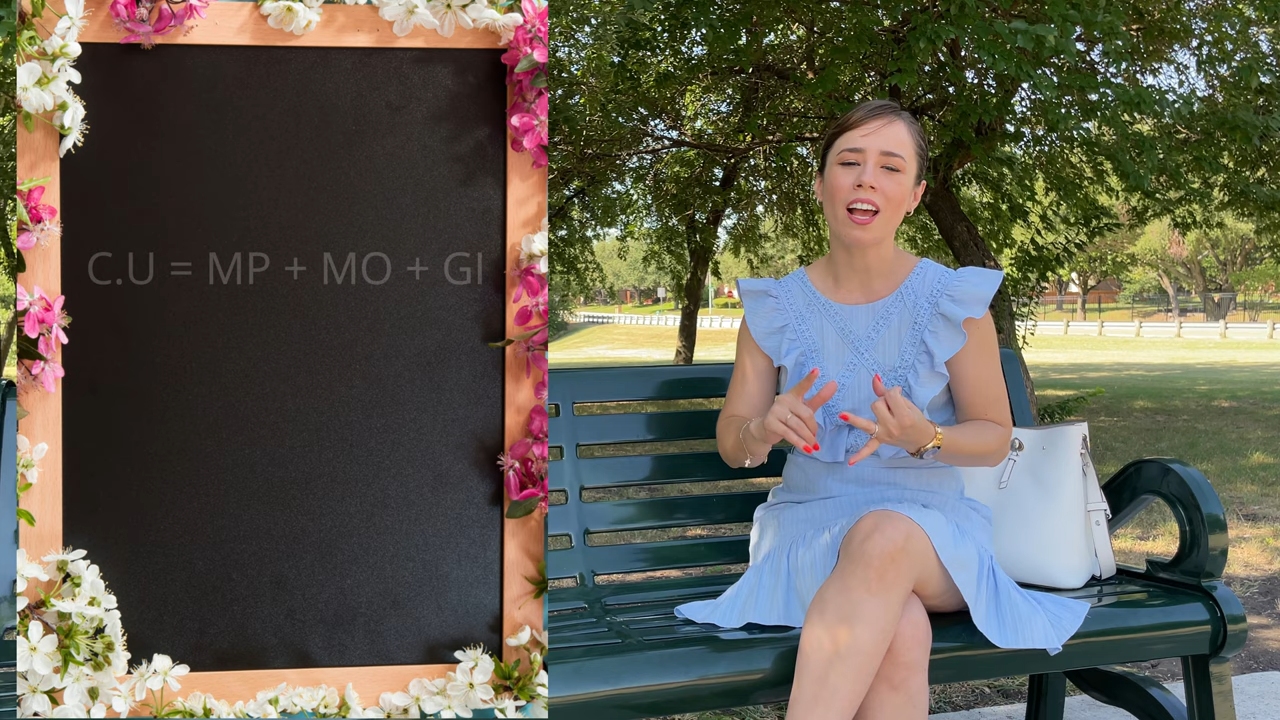 C.U = MP + MO + GI